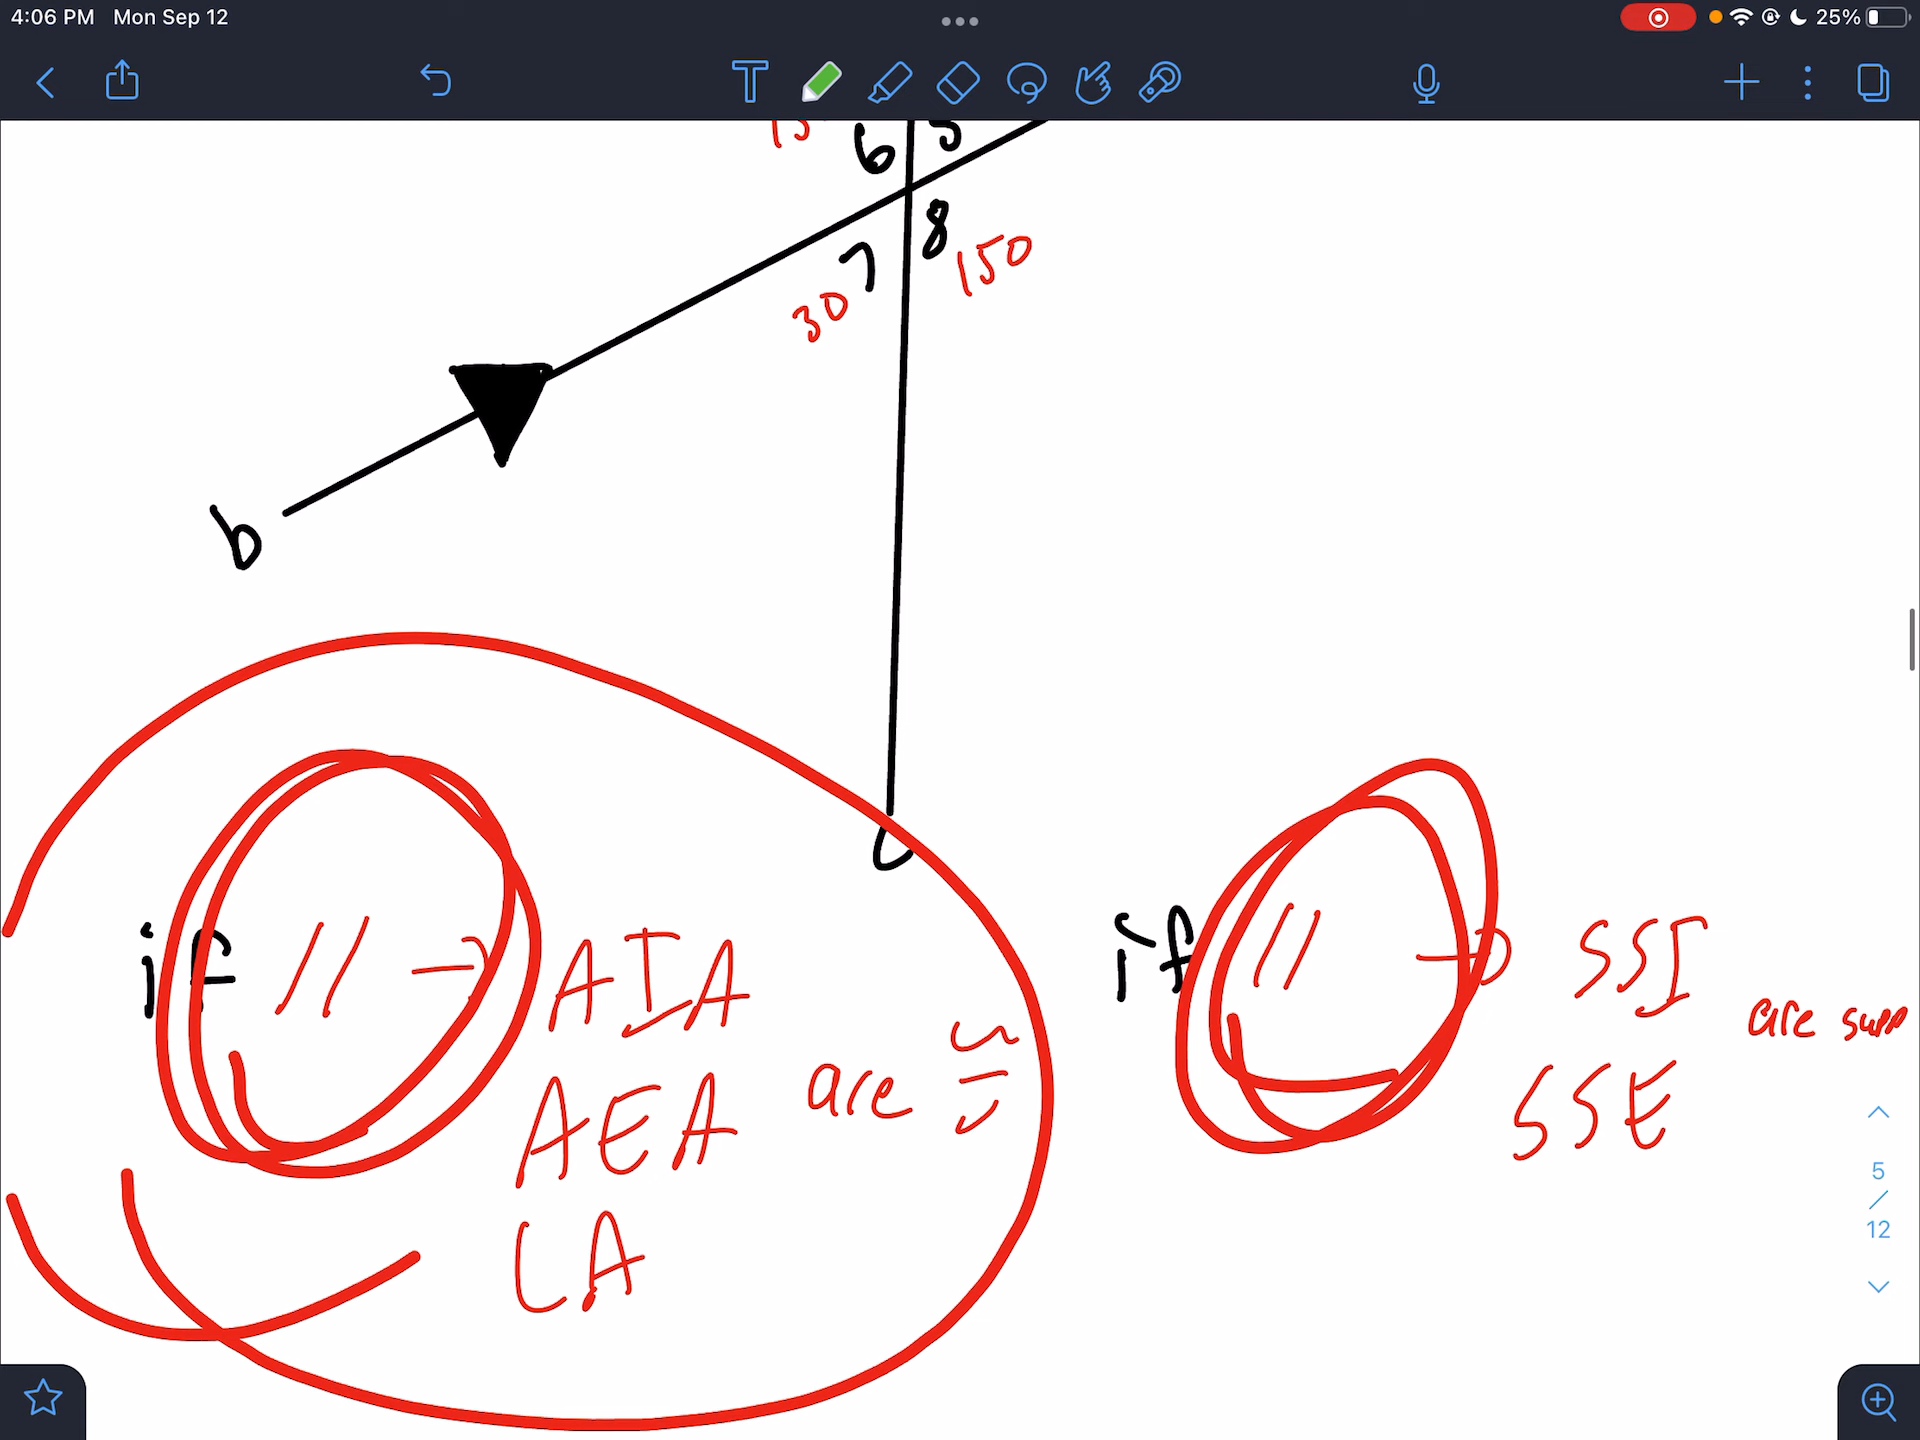 4:06 PM Mon Sep 12
25%
T
6 5
7 8
30 150
b
c
if // → AIA
AEA are ≅
LA
if // → SSI
SSE are supp
5
/
12